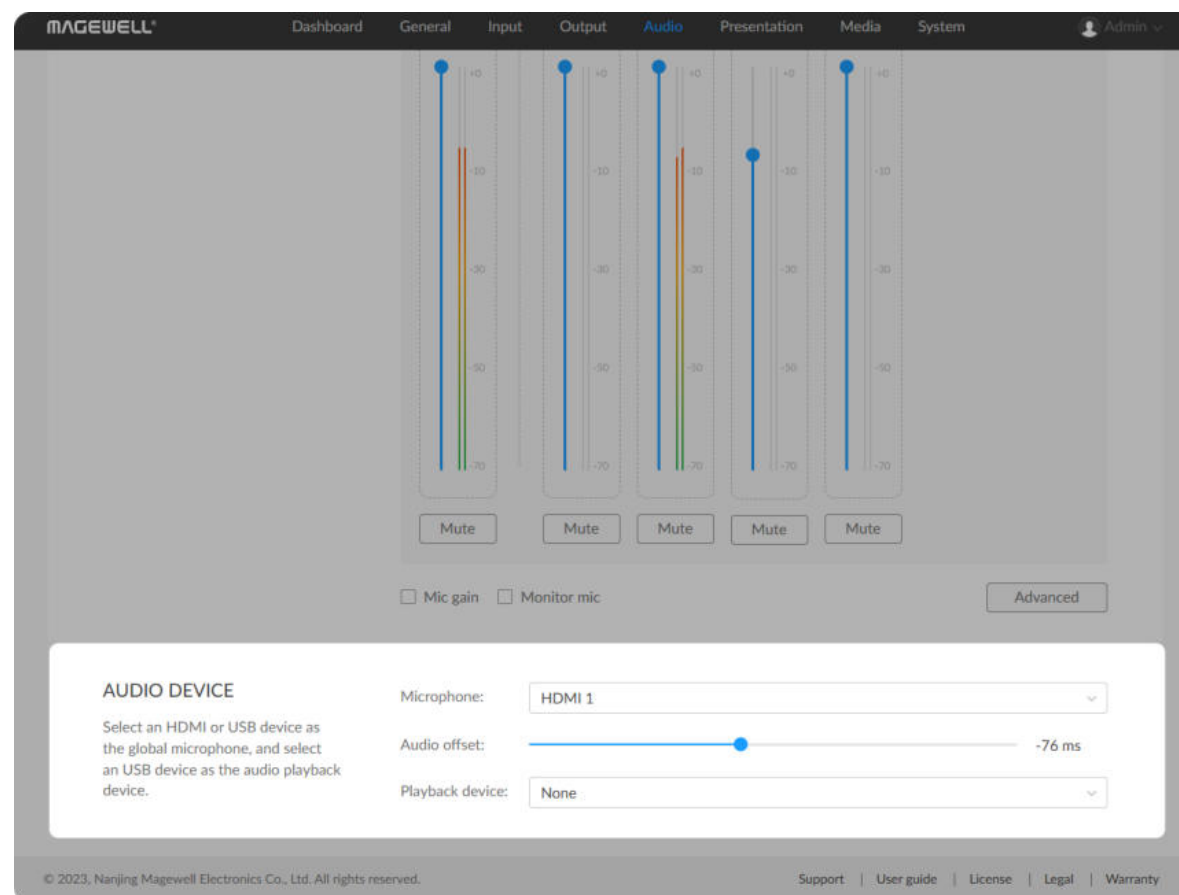 MAGEWELL® Dashboard General Input Output Audio Presentation Media System Admin
+0 +0 +0 +0 +0
-10 -10 -10 -10 -10
-30 -30 -30 -30 -30
-50 -50 -50 -50 -50
-70 -70 -70 -70 -70
Mute Mute Mute Mute Mute
Mic gain Monitor mic Advanced
AUDIO DEVICE
Select an HDMI or USB device as
the global microphone, and select
an USB device as the audio playback
device.
Microphone: HDMI 1
Audio offset: -76 ms
Playback device: None
© 2023, Nanjing Magewell Electronics Co., Ltd. All rights reserved. Support | User guide | License | Legal | Warranty